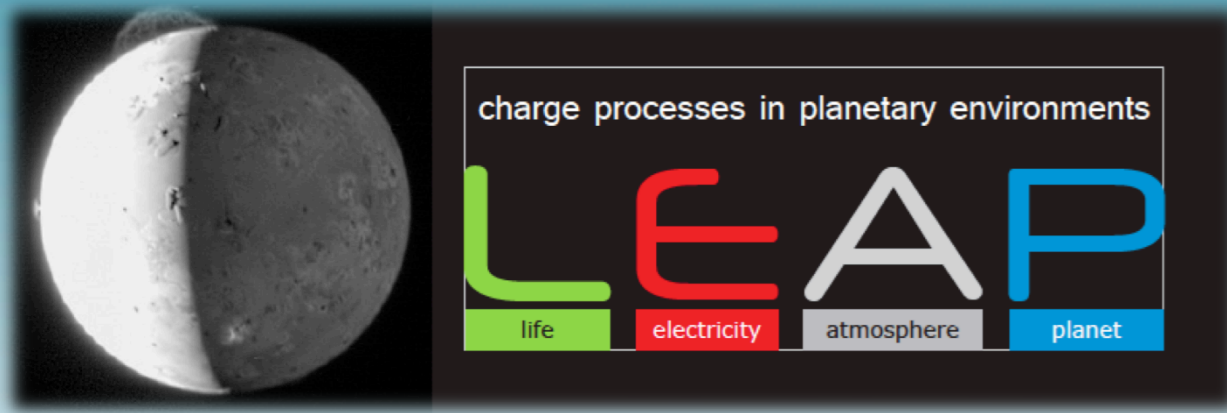 charge processes in planetary environments
LEAP
life electricity atmosphere planet